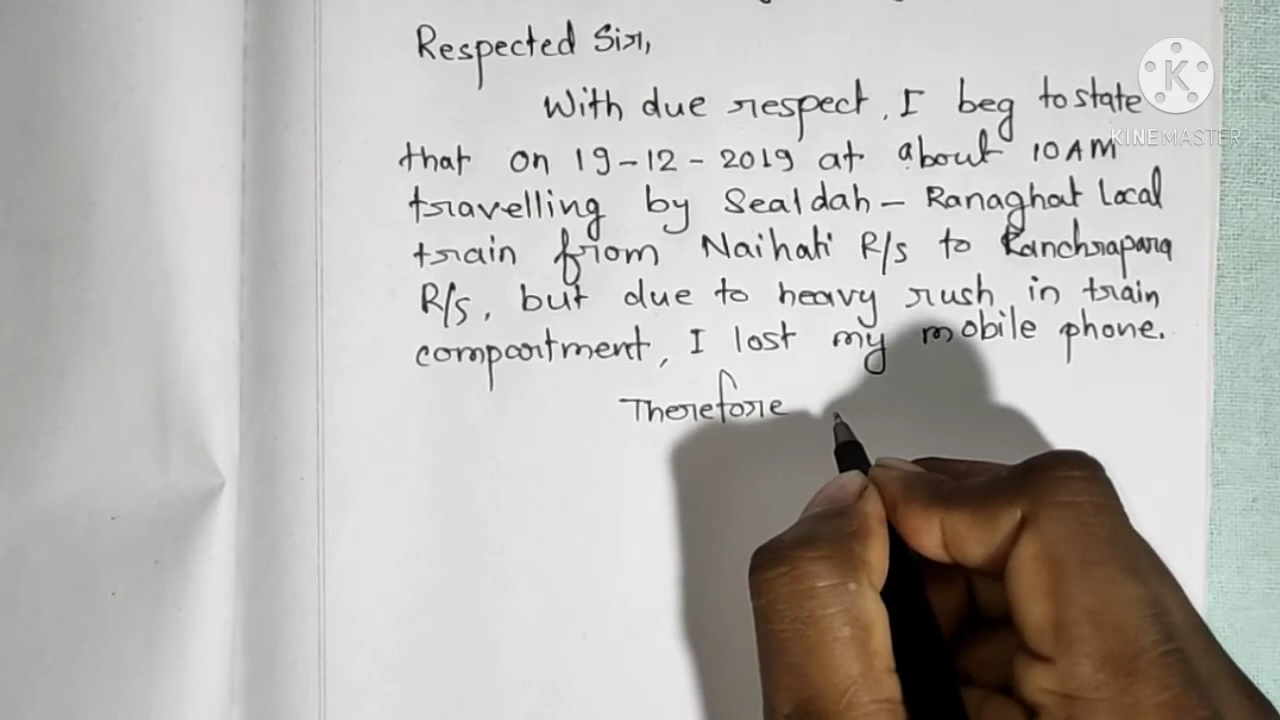 Respected Sir,
With due respect, I beg to state
that on 19-12-2019 at about 10AM
travelling by Sealdah - Ranaghat Local
train from Naihati R/s to Kanchrapara
R/s, but due to heavy rush in train
compartment, I lost my mobile phone.
Therefore
KINEMASTER